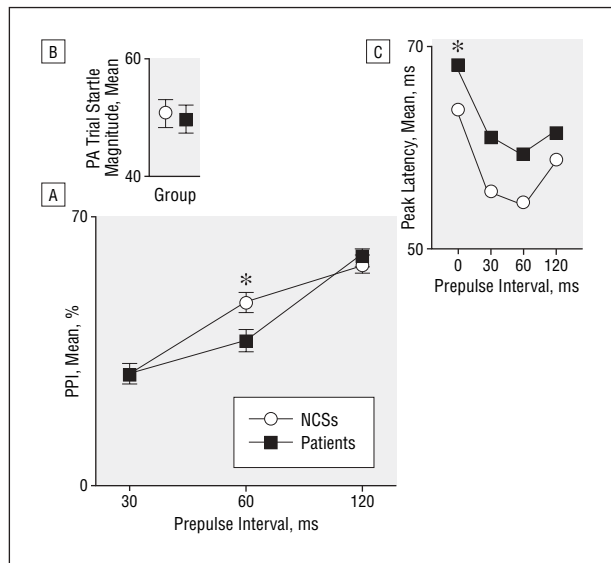 B
60
PA Trial Startle
Magnitude, Mean
40
Group
C
70
*
Peak Latency, Mean, ms
50
0 30 60 120
Prepulse Interval, ms
A
70
*
PPI, Mean, %
NCSs
Patients
0
30 60 120
Prepulse Interval, ms